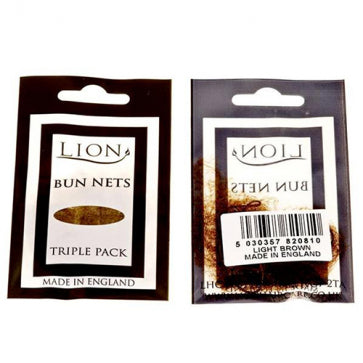 LION
BUN NETS
TRIPLE PACK
MADE IN ENGLAND
LION
BUN NETS
5 030357 820810
LIGHT BROWN
MADE IN ENGLAND